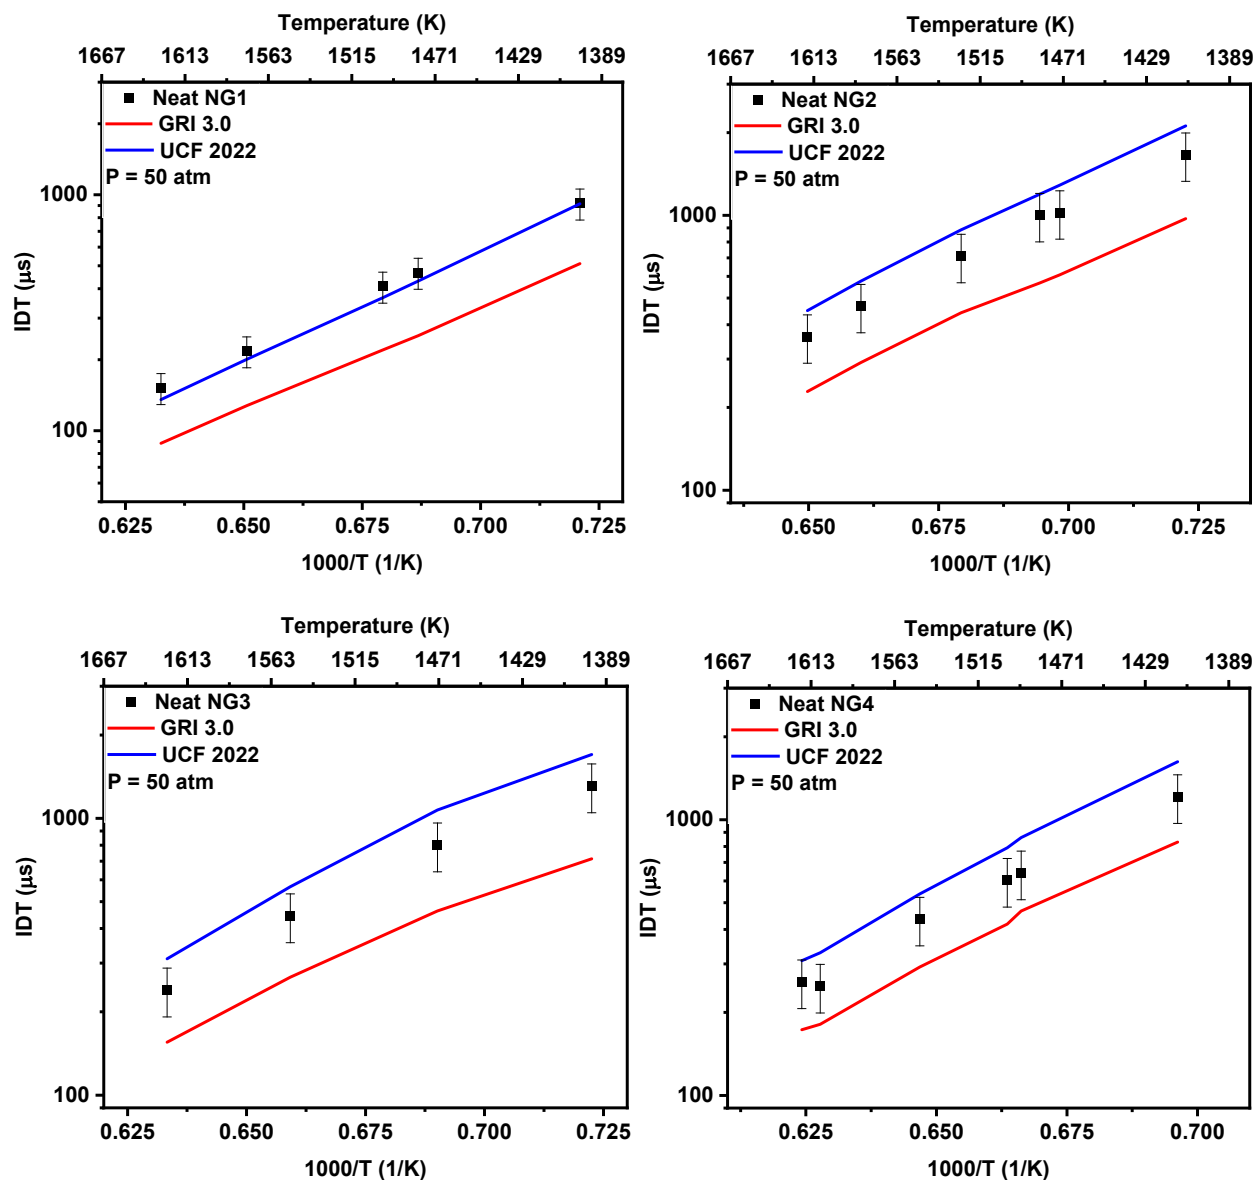 Temperature (K)
1667 1613 1563 1515 1471 1429 1389
Neat NG1
GRI 3.0
UCF 2022
P = 50 atm
1000
100
IDT (μs)
0.625 0.650 0.675 0.700 0.725
1000/T (1/K)
Temperature (K)
1667 1613 1563 1515 1471 1429 1389
Neat NG2
GRI 3.0
UCF 2022
P = 50 atm
1000
100
IDT (μs)
0.650 0.675 0.700 0.725
1000/T (1/K)
Temperature (K)
1667 1613 1563 1515 1471 1429 1389
Neat NG3
GRI 3.0
UCF 2022
P = 50 atm
1000
100
IDT (μs)
0.625 0.650 0.675 0.700 0.725
1000/T (1/K)
Temperature (K)
1667 1613 1563 1515 1471 1429 1389
Neat NG4
GRI 3.0
UCF 2022
P = 50 atm
1000
100
IDT (μs)
0.625 0.650 0.675 0.700
1000/T (1/K)